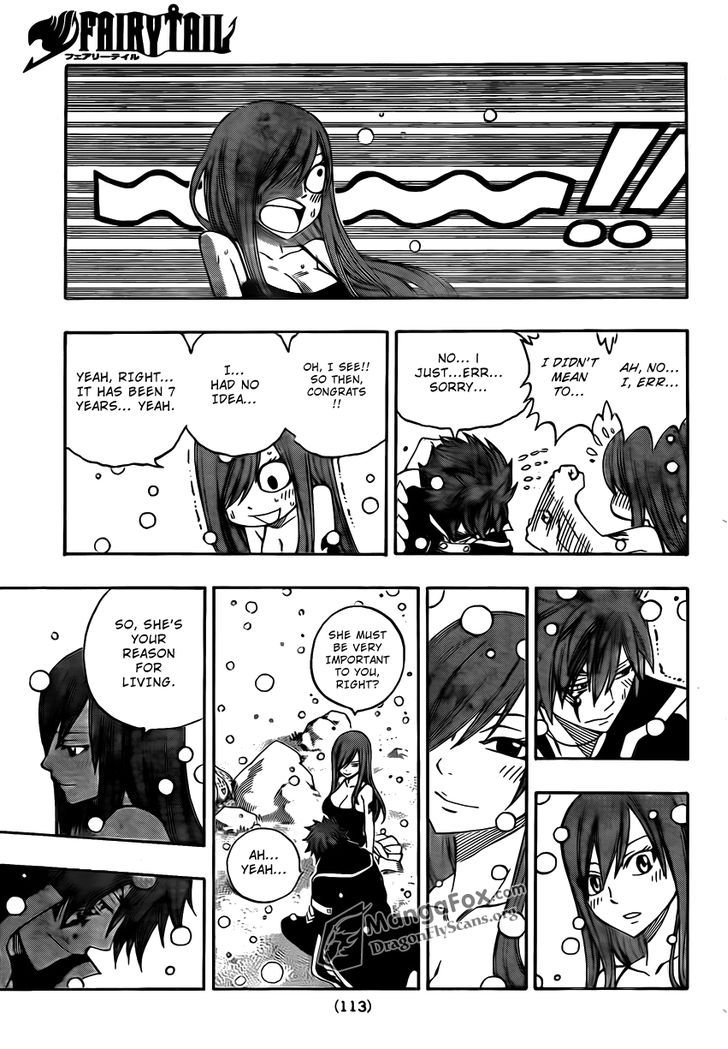 FAIRY TAIL
フェアリーテイル
!!
AH, NO...
I, ERR...
I DIDN'T
MEAN
TO...
NO... I
JUST...ERR...
SORRY...
OH, I SEE!!
SO THEN,
CONGRATS
!!
I...
HAD NO
IDEA...
YEAH, RIGHT...
IT HAS BEEN 7
YEARS... YEAH.
SHE MUST
BE VERY
IMPORTANT
TO YOU,
RIGHT?
AH...
YEAH...
SO, SHE'S
YOUR
REASON
FOR
LIVING.
MangaFox.com
DragonFlyScans.org
(113)